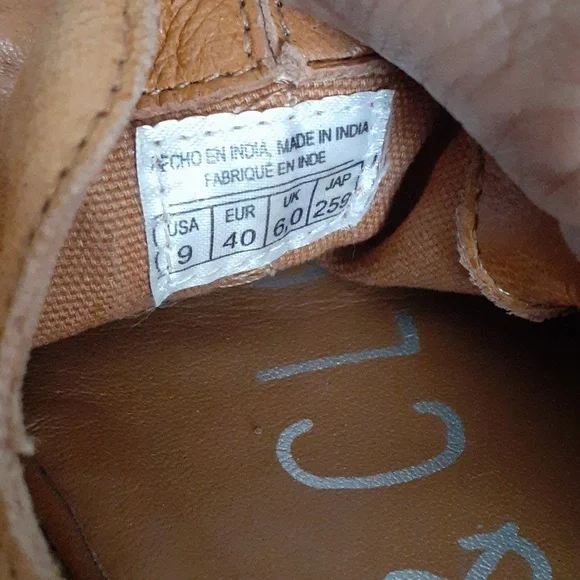 HECHO EN INDIA, MADE IN INDIA
FABRIQUÉ EN INDE
USA EUR UK JAP
9 40 6,0 259